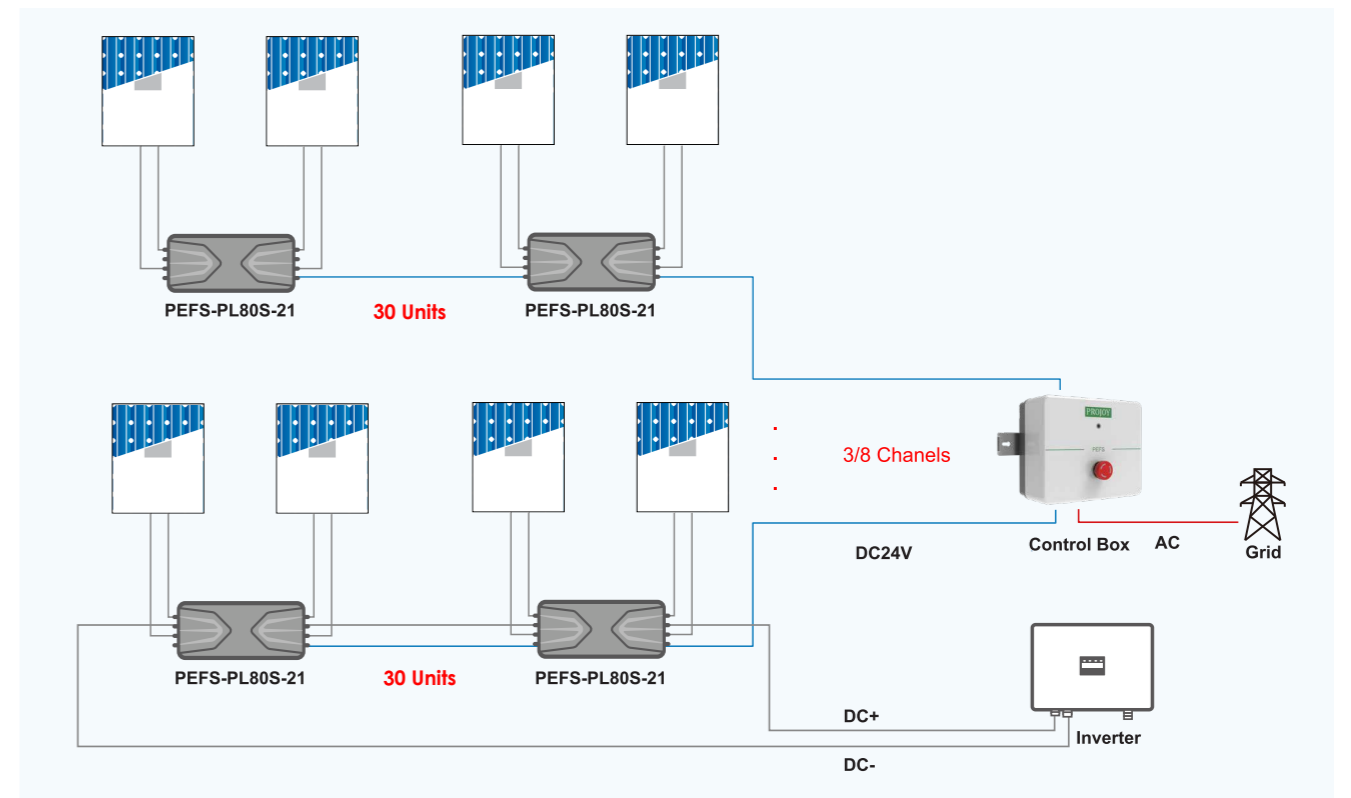 PEFS-PL80S-21
30 Units
PEFS-PL80S-21
PROJOY
PEFS
3/8 Chanels
DC24V
Control Box
AC
Grid
PEFS-PL80S-21
30 Units
PEFS-PL80S-21
DC+
Inverter
DC-